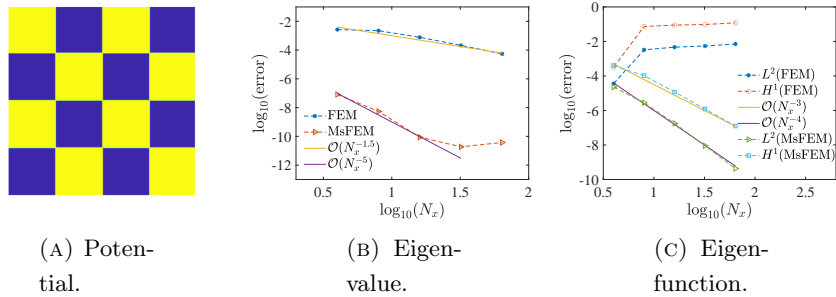 -2
-4
-6
-8
-10
-12
log₁₀(error)
FEM
MsFEM
O(Nₓ⁻¹·⁵)
O(Nₓ⁻⁵)
0.5 1 1.5 2
log₁₀(Nₓ)
0
-2
-4
-6
-8
-10
log₁₀(error)
L²(FEM)
H¹(FEM)
O(Nₓ⁻³)
O(Nₓ⁻⁴)
L²(MsFEM)
H¹(MsFEM)
0.5 1 1.5 2 2.5
log₁₀(Nₓ)
(A) Poten-
tial.
(B) Eigen-
value.
(C) Eigen-
function.